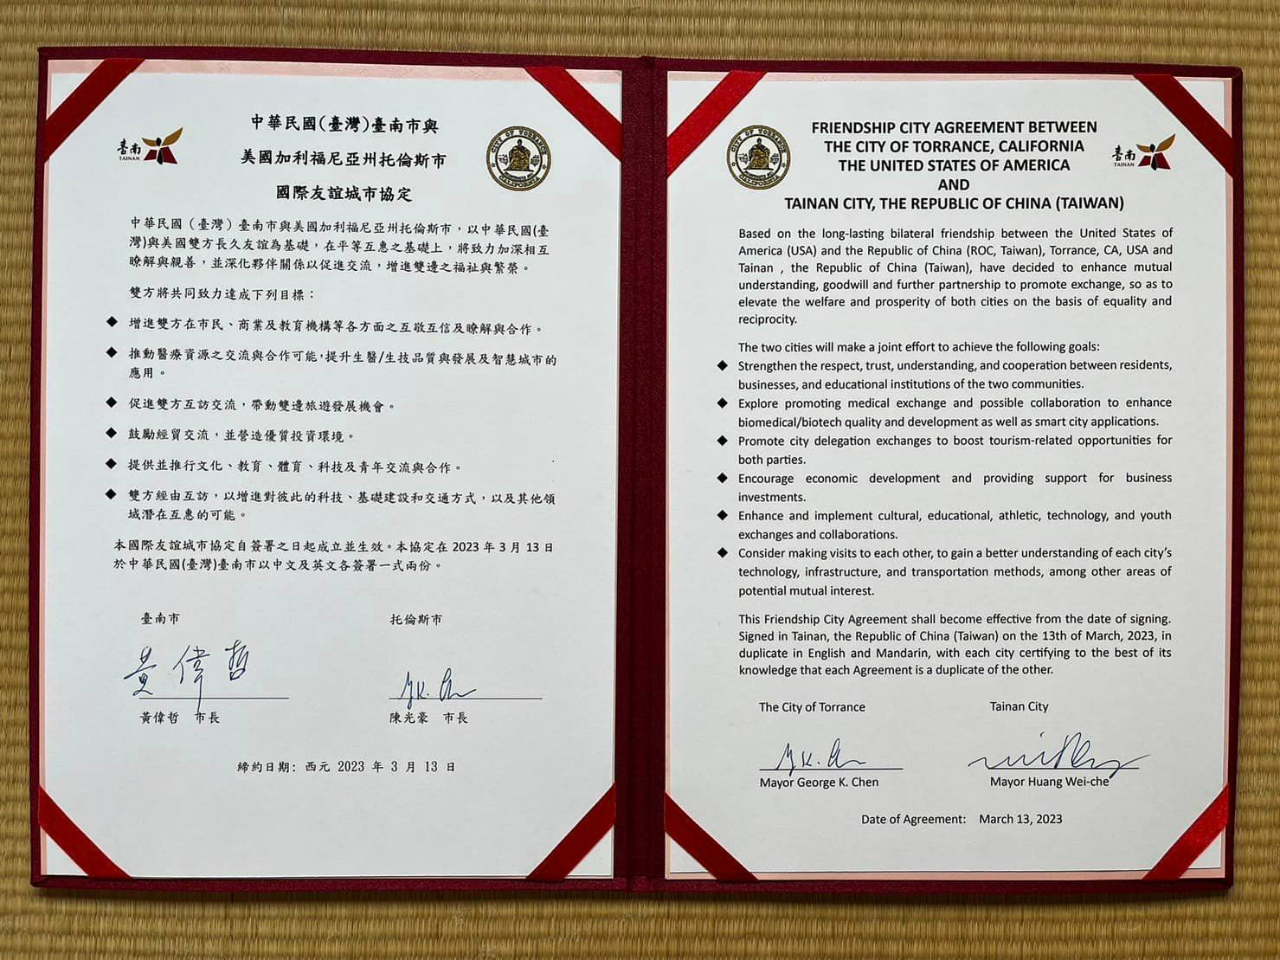 臺南
TAINAN
中華民國(臺灣)臺南市與
美國加利福尼亞州托倫斯市
國際友誼城市協定
CITY OF TORRANCE
CALIFORNIA
中華民國（臺灣）臺南市與美國加利福尼亞州托倫斯市，以中華民國(臺
灣)與美國雙方長久友誼為基礎，在平等互惠之基礎上，將致力加深相互
瞭解與親善，並深化夥伴關係以促進交流，增進雙邊之福祉與繁榮。
雙方將共同致力達成下列目標：
◆ 增進雙方在市民、商業及教育機構等各方面之互敬互信及瞭解與合作。
◆ 推動醫療資源之交流與合作可能,提升生醫/生技品質與發展及智慧城市的
應用。
◆ 促進雙方互訪交流，帶動雙邊旅遊發展機會。
◆ 鼓勵經貿交流，並營造優質投資環境。
◆ 提供並推行文化、教育、體育、科技及青年交流與合作。
◆ 雙方經由互訪，以增進對彼此的科技、基礎建設和交通方式，以及其他領
域潛在互惠的可能。
本國際友誼城市協定自簽署之日起成立並生效。本協定在 2023 年 3 月 13 日
於中華民國(臺灣)臺南市以中文及英文各簽署一式兩份。
臺南市 托倫斯市
黃偉哲
黃偉哲 市長 陳光豪 市長
締約日期: 西元 2023 年 3 月 13 日
CITY OF TORRANCE
CALIFORNIA
FRIENDSHIP CITY AGREEMENT BETWEEN
THE CITY OF TORRANCE, CALIFORNIA
THE UNITED STATES OF AMERICA
AND
TAINAN CITY, THE REPUBLIC OF CHINA (TAIWAN)
臺南
TAINAN
Based on the long-lasting bilateral friendship between the United States of
America (USA) and the Republic of China (ROC, Taiwan), Torrance, CA, USA and
Tainan , the Republic of China (Taiwan), have decided to enhance mutual
understanding, goodwill and further partnership to promote exchange, so as to
elevate the welfare and prosperity of both cities on the basis of equality and
reciprocity.
The two cities will make a joint effort to achieve the following goals:
◆ Strengthen the respect, trust, understanding, and cooperation between residents,
businesses, and educational institutions of the two communities.
◆ Explore promoting medical exchange and possible collaboration to enhance
biomedical/biotech quality and development as well as smart city applications.
◆ Promote city delegation exchanges to boost tourism-related opportunities for
both parties.
◆ Encourage economic development and providing support for business
investments.
◆ Enhance and implement cultural, educational, athletic, technology, and youth
exchanges and collaborations.
◆ Consider making visits to each other, to gain a better understanding of each city's
technology, infrastructure, and transportation methods, among other areas of
potential mutual interest.
This Friendship City Agreement shall become effective from the date of signing.
Signed in Tainan, the Republic of China (Taiwan) on the 13th of March, 2023, in
duplicate in English and Mandarin, with each city certifying to the best of its
knowledge that each Agreement is a duplicate of the other.
The City of Torrance Tainan City
Mayor George K. Chen Mayor Huang Wei-che
Date of Agreement: March 13, 2023